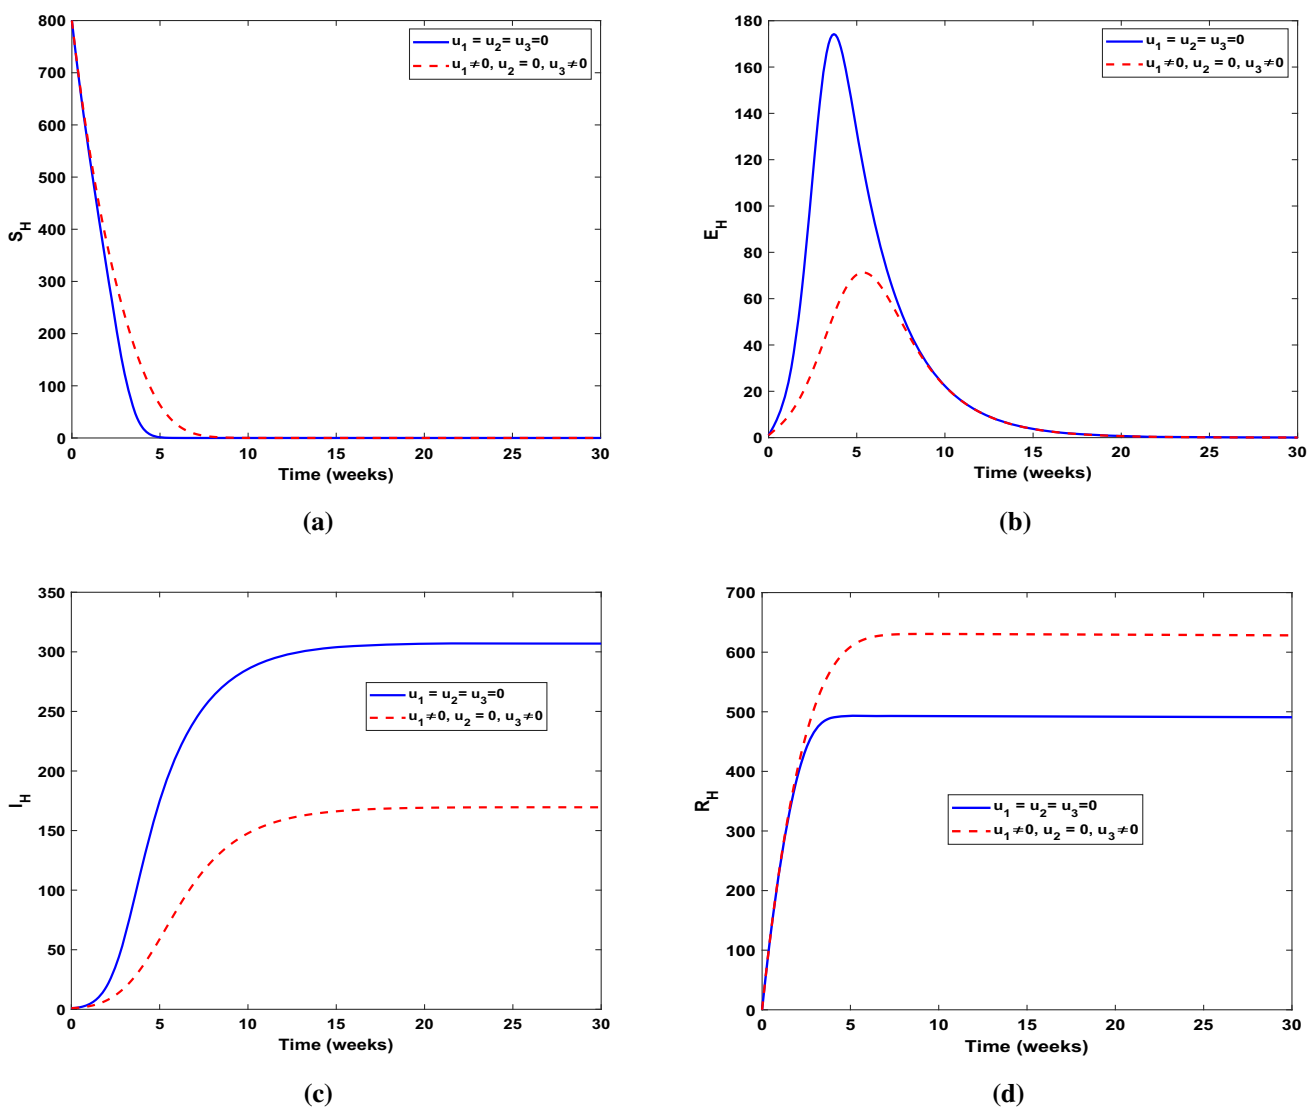 800
700
600
500
400
300
200
100
0
S_H
0 5 10 15 20 25 30
Time (weeks)
u_1 = u_2= u_3=0
u_1≠0, u_2 = 0, u_3≠0
(a)
180
160
140
120
100
80
60
40
20
0
E_H
0 5 10 15 20 25 30
Time (weeks)
u_1 = u_2= u_3=0
u_1≠0, u_2 = 0, u_3≠0
(b)
350
300
250
200
150
100
50
0
I_H
0 5 10 15 20 25 30
Time (weeks)
u_1 = u_2= u_3=0
u_1≠0, u_2 = 0, u_3≠0
(c)
700
600
500
400
300
200
100
0
R_H
0 5 10 15 20 25 30
Time (weeks)
u_1 = u_2= u_3=0
u_1≠0, u_2 = 0, u_3≠0
(d)